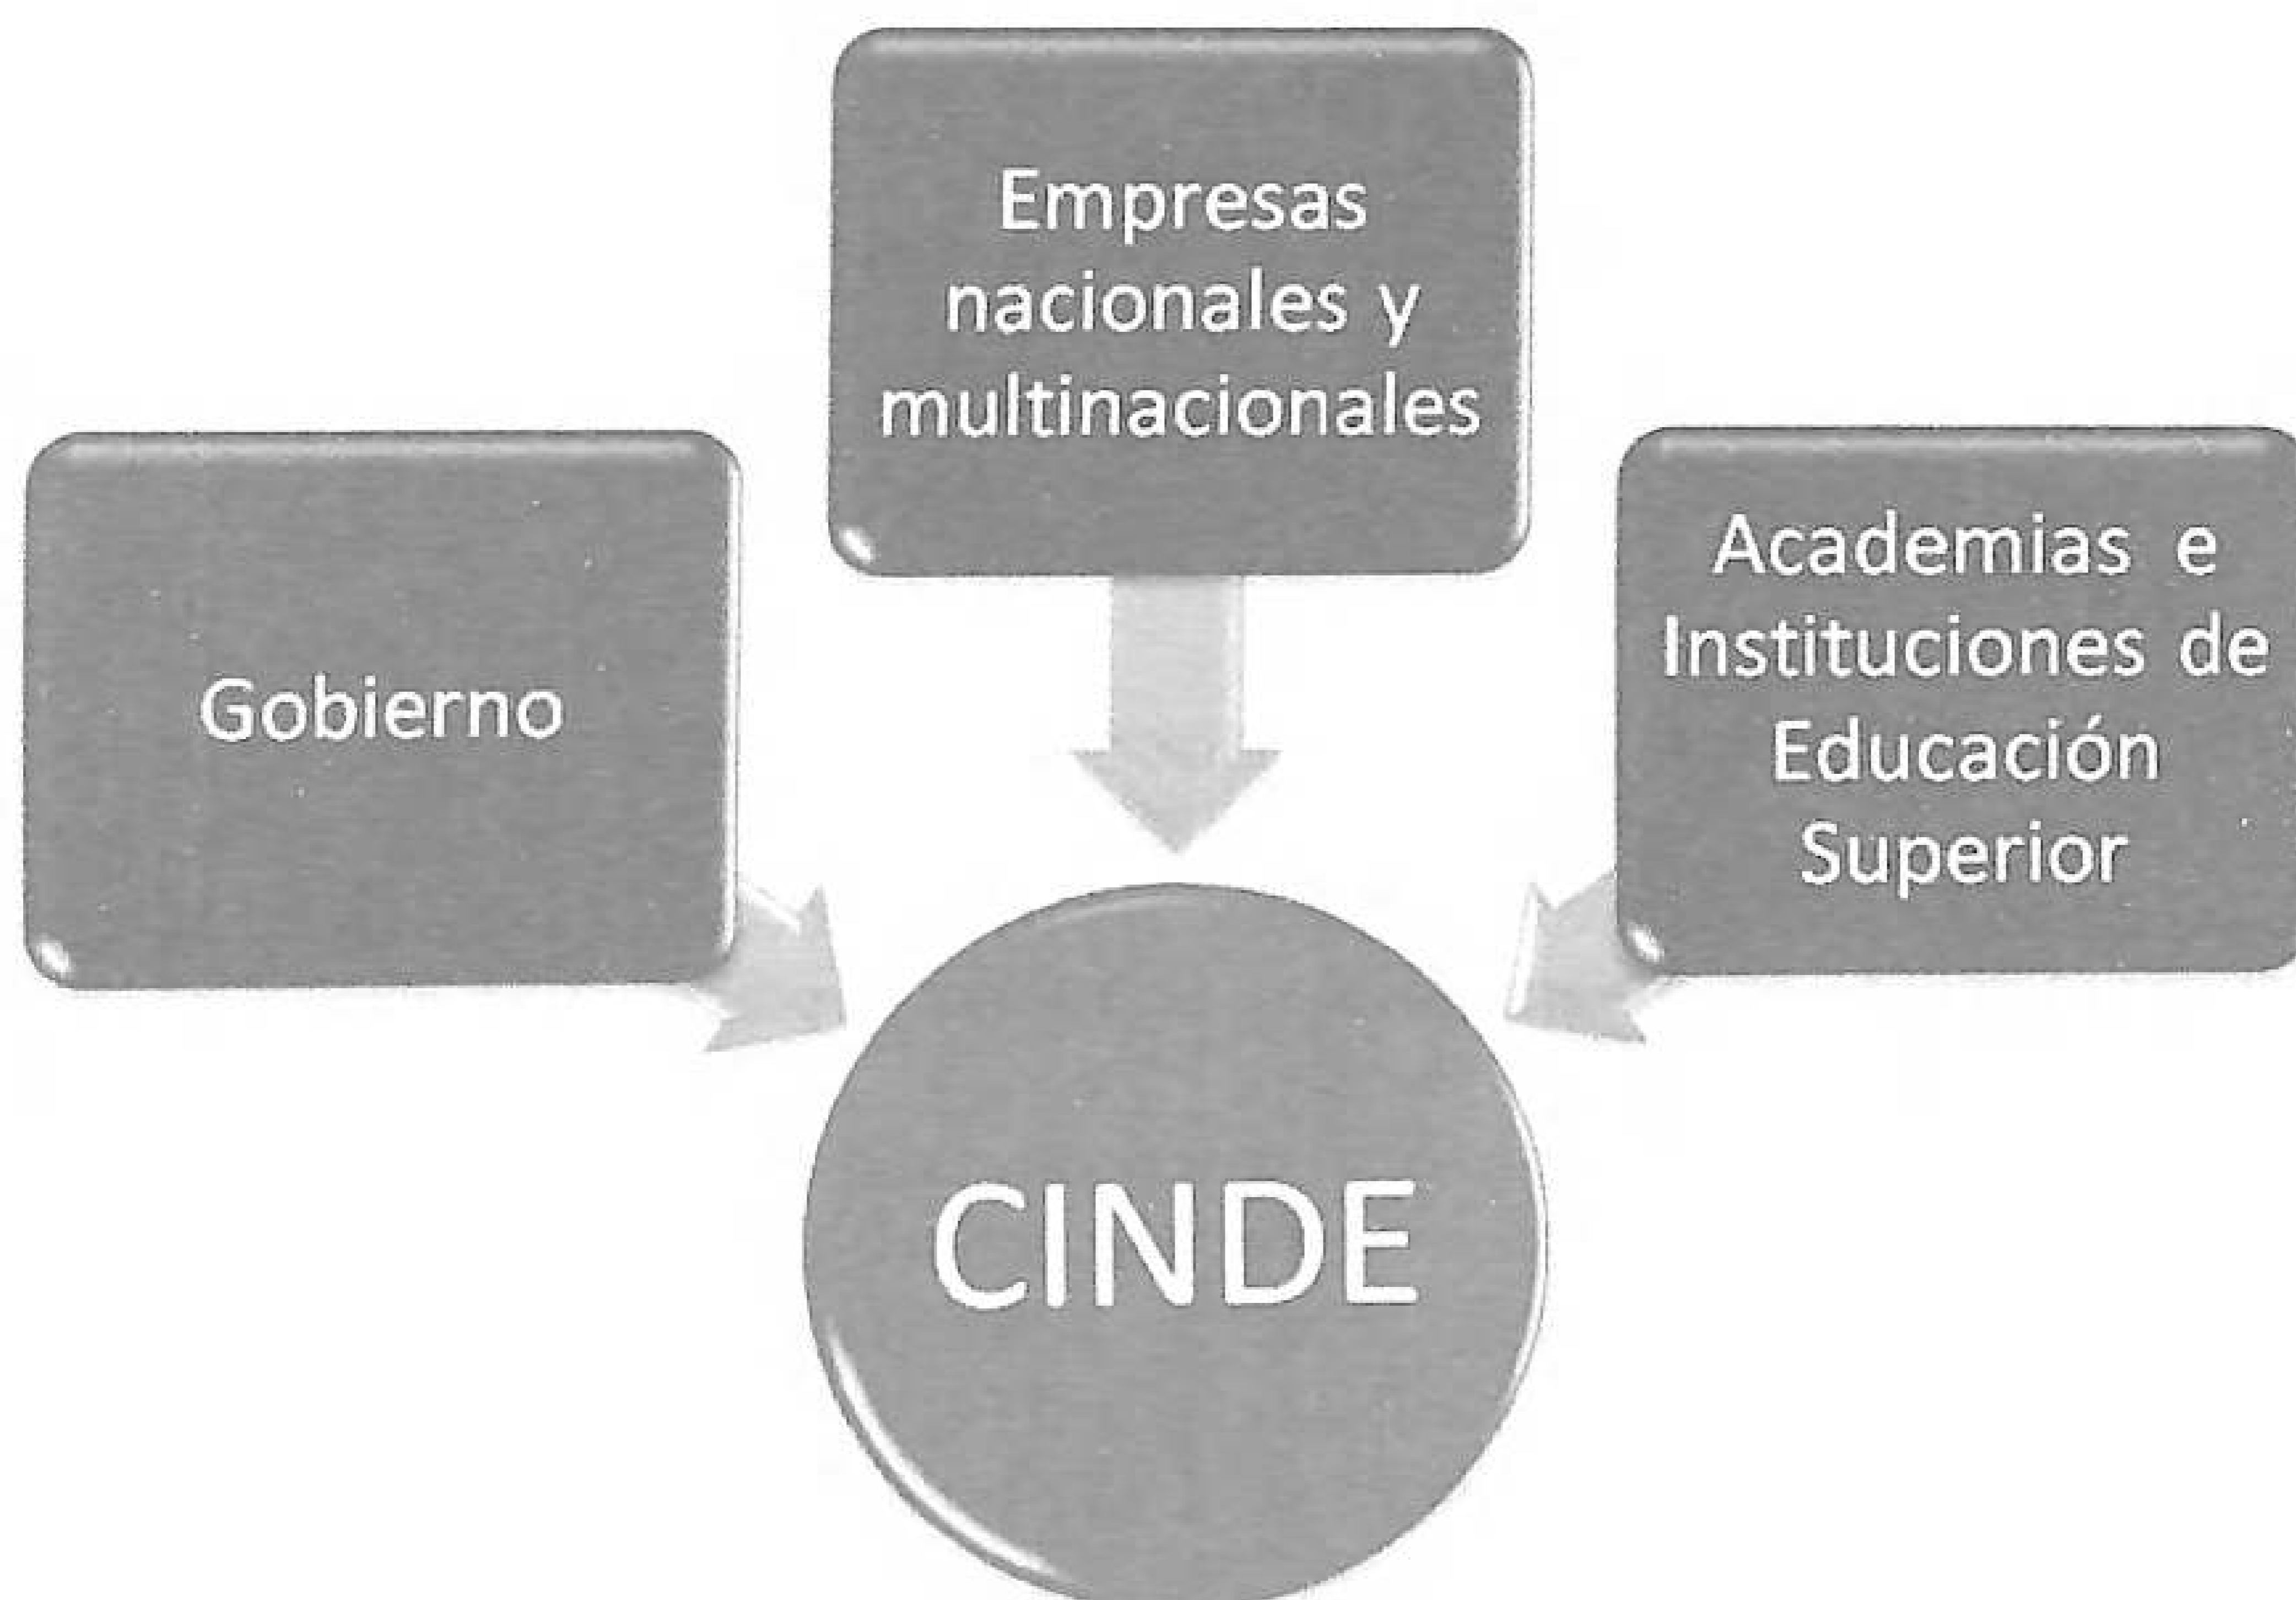 Empresas
nacionales y
multinacionales
Gobierno
Academias e
Instituciones de
Educación
Superior
CINDE